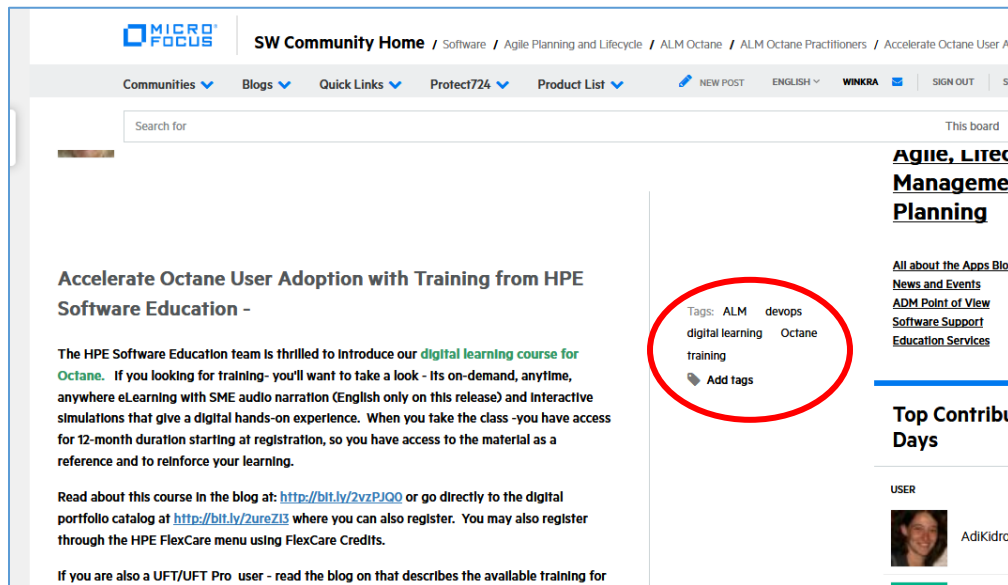 MICRO
FOCUS
SW Community Home / Software / Agile Planning and Lifecycle / ALM Octane / ALM Octane Practitioners / Accelerate Octane User A
Communities Blogs Quick Links Protect724 Product List NEW POST ENGLISH WINKRA SIGN OUT S
Search for This board
Agile, Lifec
Manageme
Planning
Accelerate Octane User Adoption with Training from HPE
Software Education -
The HPE Software Education team is thrilled to introduce our digital learning course for
Octane. If you looking for training- you'll want to take a look - its on-demand, anytime,
anywhere eLearning with SME audio narration (English only on this release) and interactive
simulations that give a digital hands-on experience. When you take the class -you have access
for 12-month duration starting at registration, so you have access to the material as a
reference and to reinforce your learning.
Read about this course in the blog at: http://bit.ly/2vzPJQ0 or go directly to the digital
portfolio catalog at http://bit.ly/2ureZI3 where you can also register. You may also register
through the HPE FlexCare menu using FlexCare Credits.
If you are also a UFT/UFT Pro user - read the blog on that describes the available training for
Tags: ALM devops
digital learning Octane
training
Add tags
All about the Apps Blo
News and Events
ADM Point of View
Software Support
Education Services
Top Contribu
Days
USER
AdiKidro